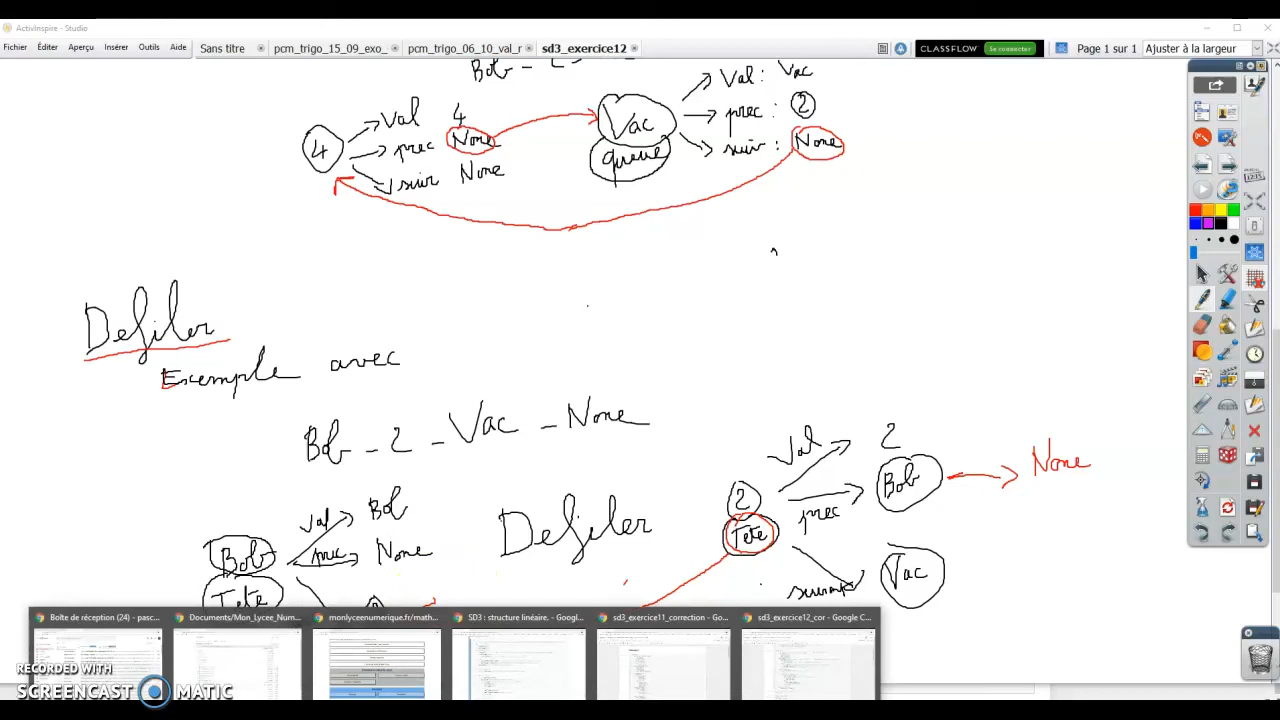 ActivInspire - Studio
Fichier Éditer Aperçu Insérer Outils Aide
Sans titre pcm_trigo_15_09_exo_ pcm_trigo_06_10_val_r sd3_exercice12
CLASSFLOW Se connecter Page 1 sur 1 Ajuster à la largeur
Val 4
4 prec None
suiv None
Vac
queue
Val : Vac
prec : 2
suiv : None
Defiler
Exemple avec
Bob - 2 - Vac - None
Val 2
2 prec Bob None
Tete
suivant Vac
Defiler
Bob val Bob
prec None
Tete
Boîte de réception (24) - pasc...
Documents/Mon_Lycee_Num...
monlyceenumerique.fr/math...
SD3 : structure linéaire. - Googl...
sd3_exercice11_correction - Go...
sd3_exercice12_cor - Google C...
RECORDED WITH
SCREENCAST MATIC